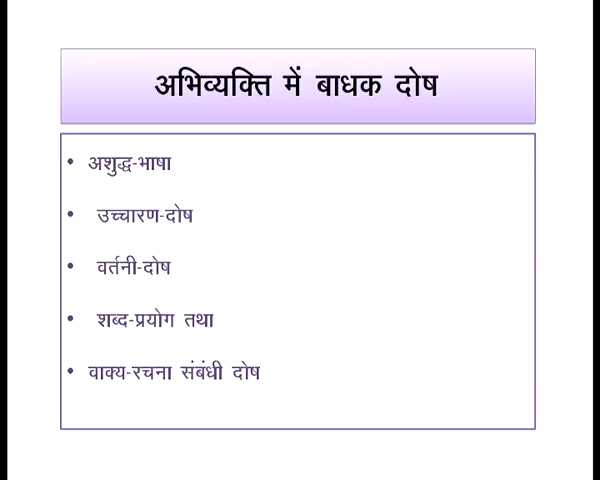 अभिव्यक्ति में बाधक दोष
• अशुद्ध-भाषा
• उच्चारण-दोष
• वर्तनी-दोष
• शब्द-प्रयोग तथा
• वाक्य-रचना संबंधी दोष